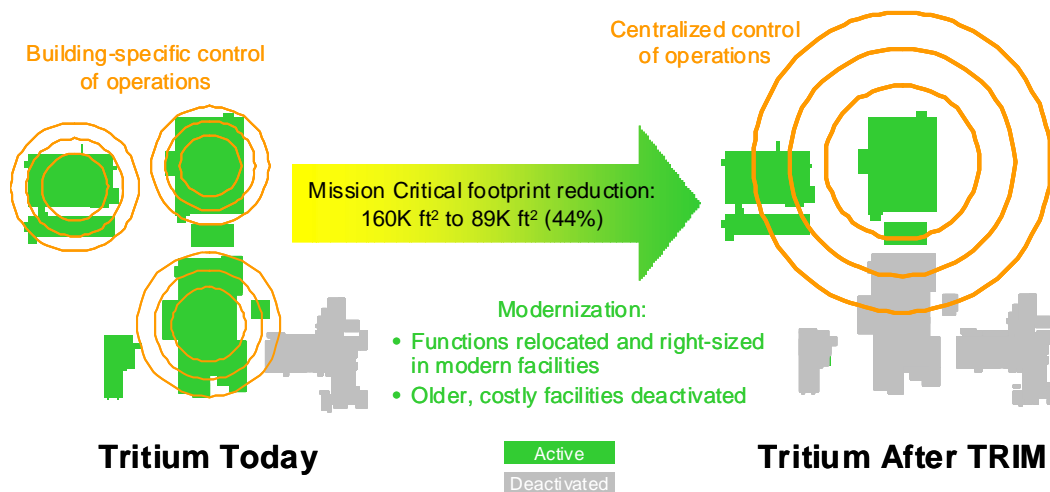 Building-specific control
of operations
Centralized control
of operations
Mission Critical footprint reduction:
160K ft² to 89K ft² (44%)
Modernization:
• Functions relocated and right-sized
in modern facilities
• Older, costly facilities deactivated
Tritium Today
Active
Deactivated
Tritium After TRIM